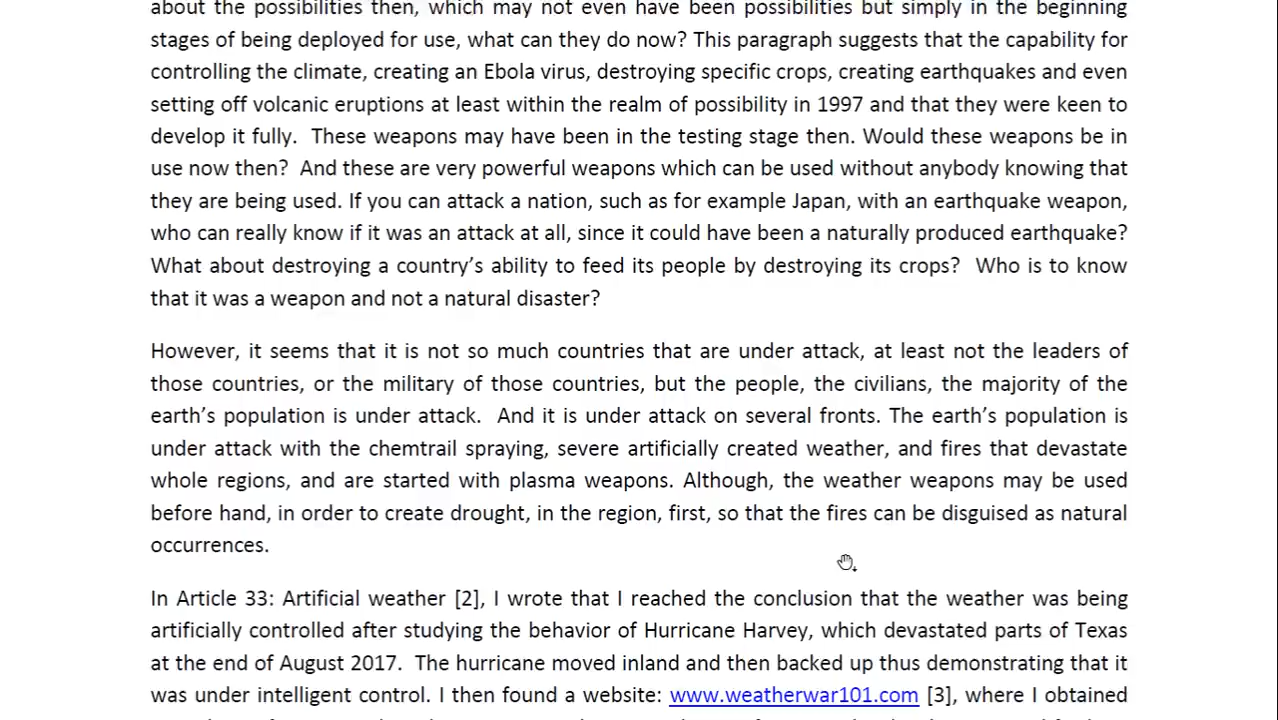 about the possibilities then, which may not even have been possibilities but simply in the beginning
stages of being deployed for use, what can they do now? This paragraph suggests that the capability for
controlling the climate, creating an Ebola virus, destroying specific crops, creating earthquakes and even
setting off volcanic eruptions at least within the realm of possibility in 1997 and that they were keen to
develop it fully.  These weapons may have been in the testing stage then. Would these weapons be in
use now then?  And these are very powerful weapons which can be used without anybody knowing that
they are being used. If you can attack a nation, such as for example Japan, with an earthquake weapon,
who can really know if it was an attack at all, since it could have been a naturally produced earthquake?
What about destroying a country’s ability to feed its people by destroying its crops?  Who is to know
that it was a weapon and not a natural disaster?
However, it seems that it is not so much countries that are under attack, at least not the leaders of
those countries, or the military of those countries, but the people, the civilians, the majority of the
earth’s population is under attack.  And it is under attack on several fronts. The earth’s population is
under attack with the chemtrail spraying, severe artificially created weather, and fires that devastate
whole regions, and are started with plasma weapons. Although, the weather weapons may be used
before hand, in order to create drought, in the region, first, so that the fires can be disguised as natural
occurrences.
In Article 33: Artificial weather [2], I wrote that I reached the conclusion that the weather was being
artificially controlled after studying the behavior of Hurricane Harvey, which devastated parts of Texas
at the end of August 2017.  The hurricane moved inland and then backed up thus demonstrating that it
was under intelligent control. I then found a website: www.weatherwar101.com [3], where I obtained